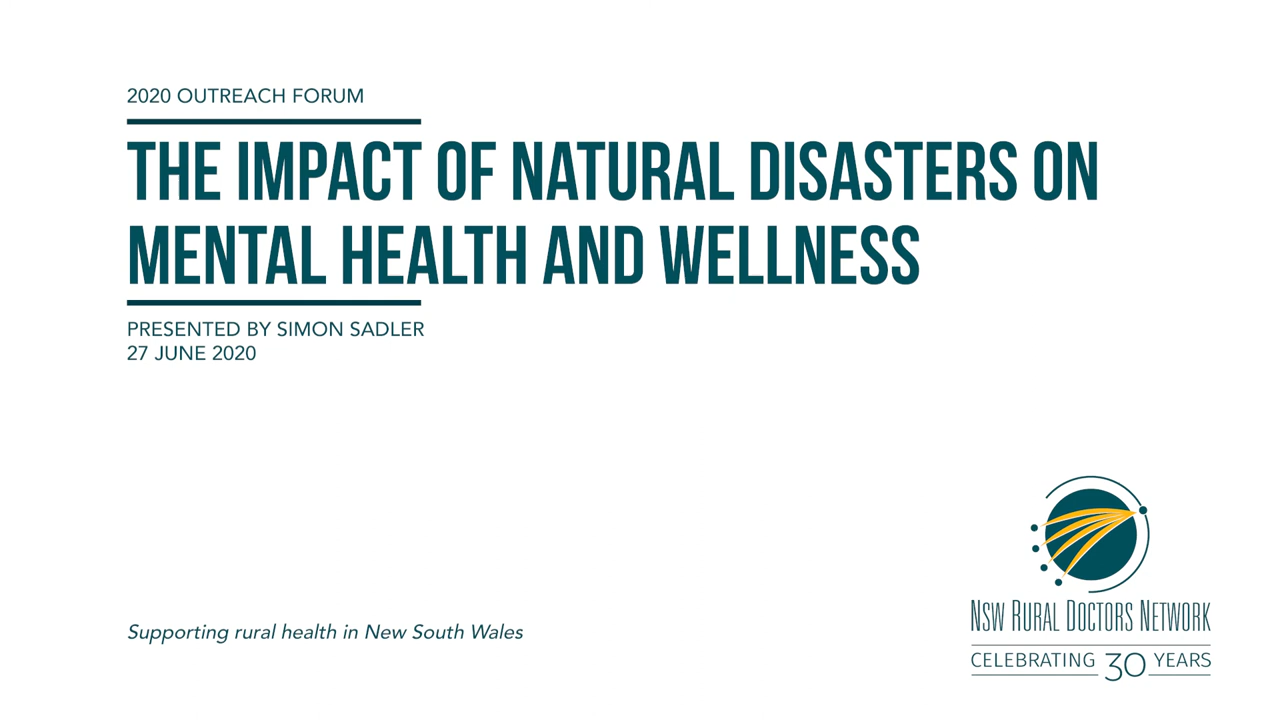 2020 OUTREACH FORUM
THE IMPACT OF NATURAL DISASTERS ON
MENTAL HEALTH AND WELLNESS
PRESENTED BY SIMON SADLER
27 JUNE 2020
Supporting rural health in New South Wales
NSW RURAL DOCTORS NETWORK
CELEBRATING 30 YEARS